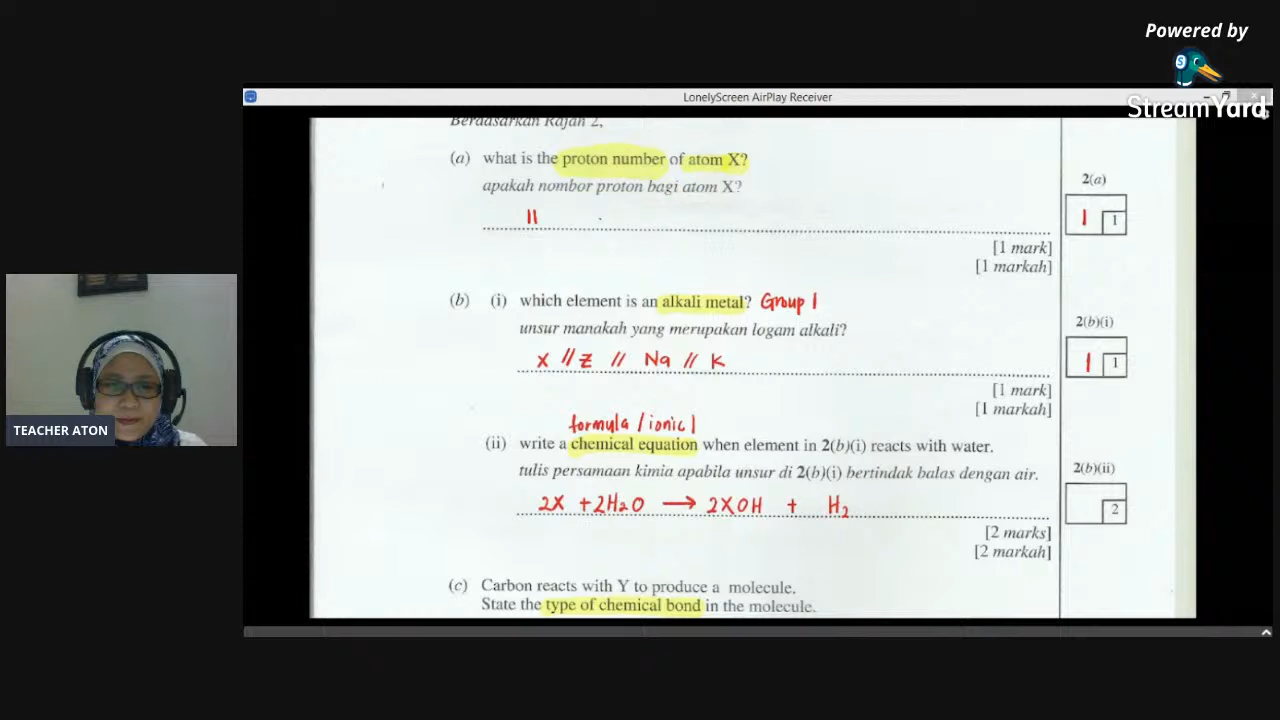 Powered by
StreamYard
LonelyScreen AirPlay Receiver
Berdasarkan Rajah 2,
(a) what is the proton number of atom X?
apakah nombor proton bagi atom X?
11
[1 mark]
[1 markah]
2(a)
1 1
(b) (i) which element is an alkali metal? Group 1
unsur manakah yang merupakan logam alkali?
X // Z // Na // K
[1 mark]
[1 markah]
2(b)(i)
1 1
formula / ionic |
(ii) write a chemical equation when element in 2(b)(i) reacts with water.
tulis persamaan kimia apabila unsur di 2(b)(i) bertindak balas dengan air.
2X + 2H₂O → 2XOH + H₂
[2 marks]
[2 markah]
2(b)(ii)
2
(c) Carbon reacts with Y to produce a molecule.
State the type of chemical bond in the molecule.
TEACHER ATON